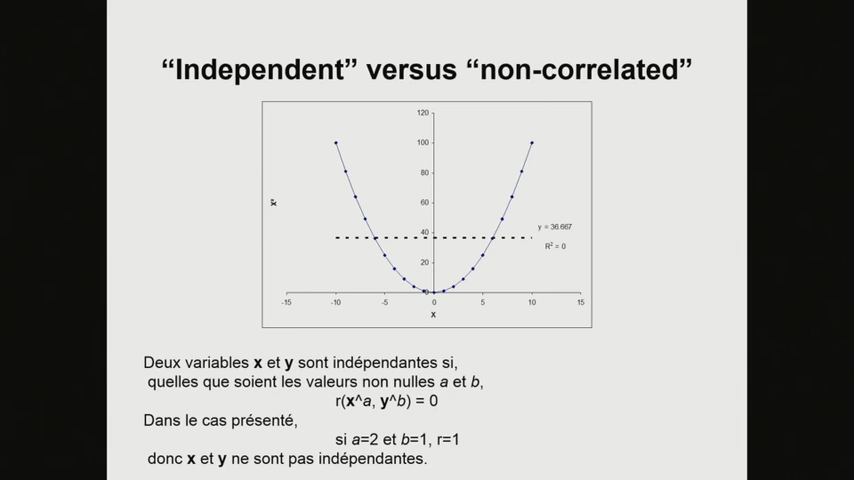 “Independent” versus “non-correlated”
120
100
80
60
40
20
0
-15 -10 -5 0 5 10 15
x²
x
y = 36.667
R² = 0
Deux variables x et y sont indépendantes si,
quelles que soient les valeurs non nulles a et b,
r(x^a, y^b) = 0
Dans le cas présenté,
si a=2 et b=1, r=1
donc x et y ne sont pas indépendantes.